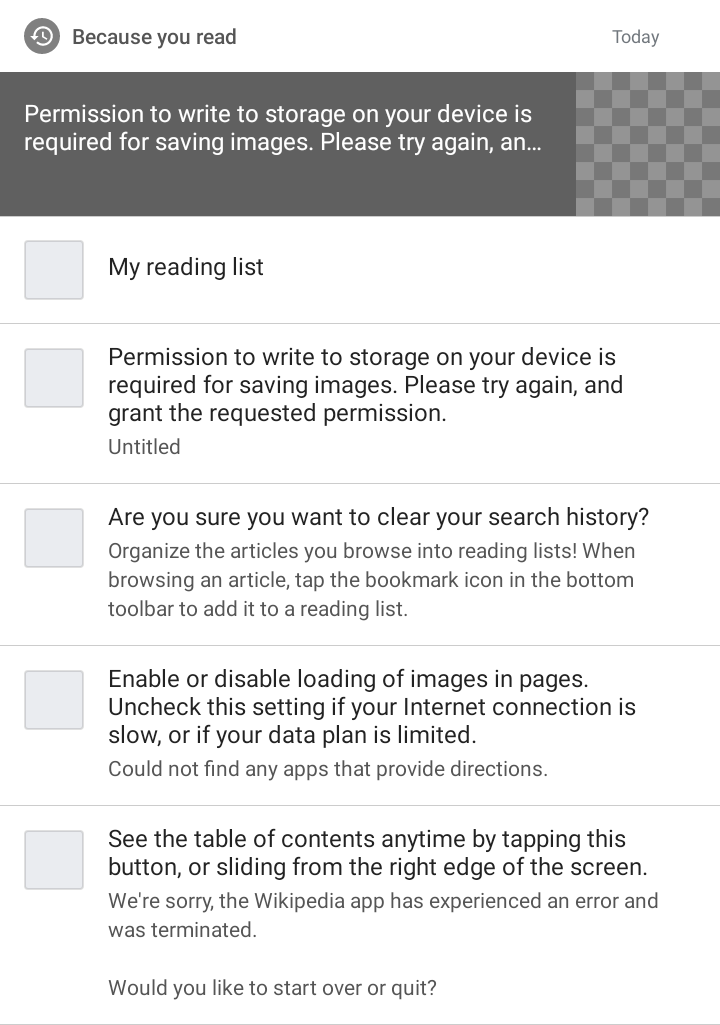 Because you read
Today
Permission to write to storage on your device is
required for saving images. Please try again, an...
My reading list
Permission to write to storage on your device is
required for saving images. Please try again, and
grant the requested permission.
Untitled
Are you sure you want to clear your search history?
Organize the articles you browse into reading lists! When
browsing an article, tap the bookmark icon in the bottom
toolbar to add it to a reading list.
Enable or disable loading of images in pages.
Uncheck this setting if your Internet connection is
slow, or if your data plan is limited.
Could not find any apps that provide directions.
See the table of contents anytime by tapping this
button, or sliding from the right edge of the screen.
We're sorry, the Wikipedia app has experienced an error and
was terminated.
Would you like to start over or quit?